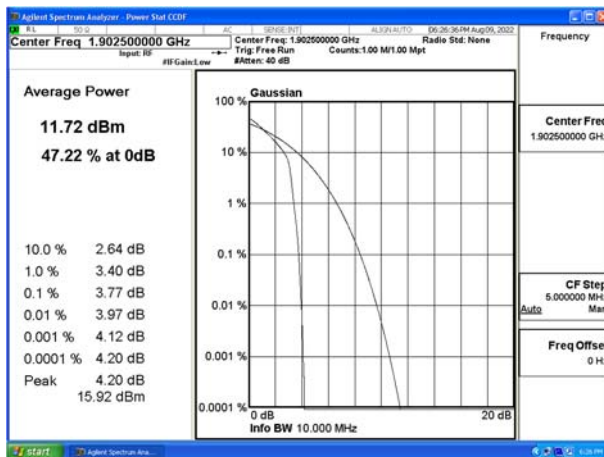 Agilent Spectrum Analyzer - Power Stat CCDF
RL 50 Ω SENSE:INT ALIGN AUTO 06:26:36 PM Aug 09, 2022
Center Freq 1.902500000 GHz
Input: RF
#IFGain:Low
Center Freq: 1.902500000 GHz
Trig: Free Run Counts:1.00 M/1.00 Mpt
#Atten: 40 dB
Radio Std: None
Frequency
Average Power
11.72 dBm
47.22 % at 0dB
10.0 % 2.64 dB
1.0 % 3.40 dB
0.1 % 3.77 dB
0.01 % 3.97 dB
0.001 % 4.12 dB
0.0001 % 4.20 dB
Peak 4.20 dB
15.92 dBm
Gaussian
100 %
10 %
1 %
0.1 %
0.01 %
0.001 %
0.0001 %
0 dB 20 dB
Info BW 10.000 MHz
Center Freq
1.902500000 GHz
CF Step
5.000000 MHz
Auto Man
Freq Offset
0 Hz
start Agilent Spectrum Ana... 6:26 PM